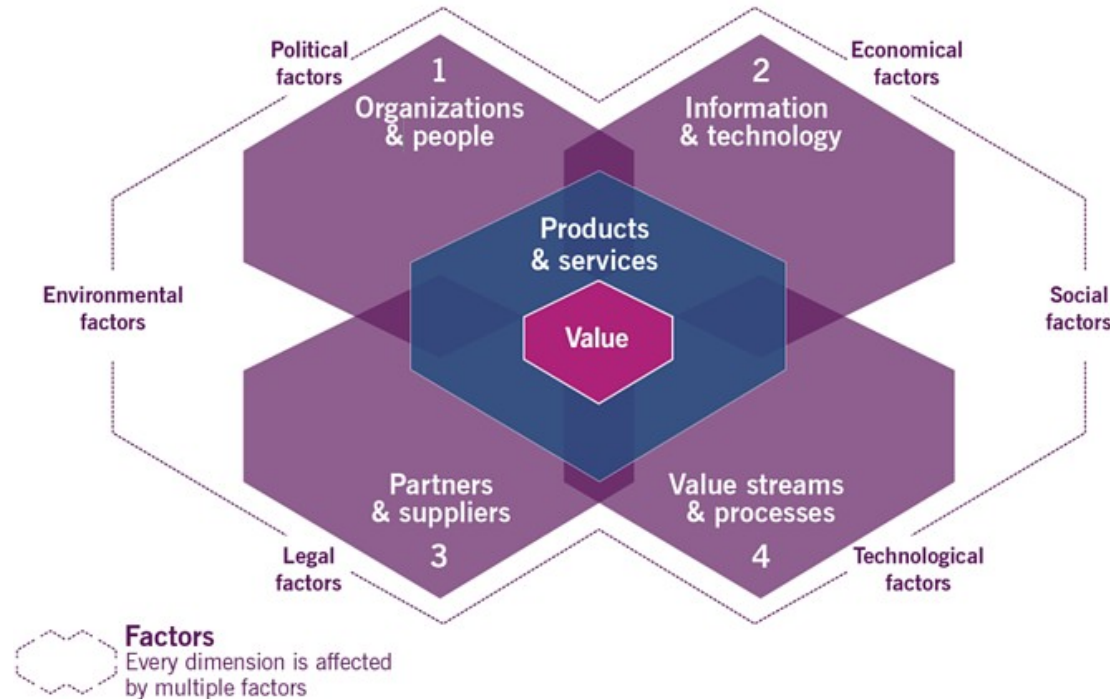 Political
factors
1
Organizations
& people
2
Information
& technology
Economical
factors
Products
& services
Value
Environmental
factors
Social
factors
Partners
& suppliers
3
Value streams
& processes
4
Legal
factors
Technological
factors
Factors
Every dimension is affected
by multiple factors